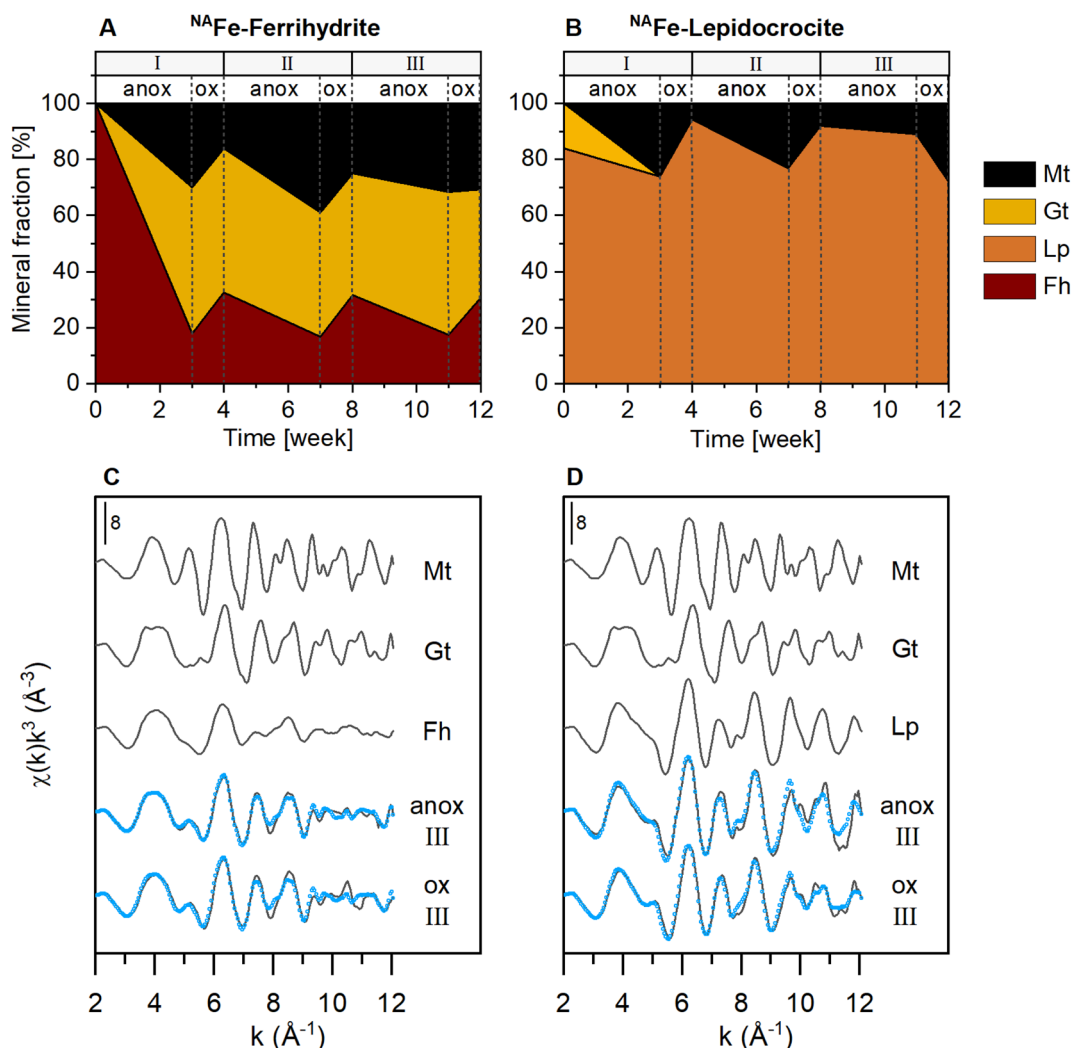 A
ᴺᴬFe-Ferrihydrite
I
II
III
anox
ox
anox
ox
anox
ox
Mineral fraction [%]
100
80
60
40
20
0
0
2
4
6
8
10
12
Time [week]
B
ᴺᴬFe-Lepidocrocite
I
II
III
anox
ox
anox
ox
anox
ox
100
80
60
40
20
0
0
2
4
6
8
10
12
Time [week]
Mt
Gt
Lp
Fh
C
8
Mt
Gt
Fh
anox
III
ox
III
χ(k)k³ (Å⁻³)
2
4
6
8
10
12
k (Å⁻¹)
D
8
Mt
Gt
Lp
anox
III
ox
III
2
4
6
8
10
12
k (Å⁻¹)